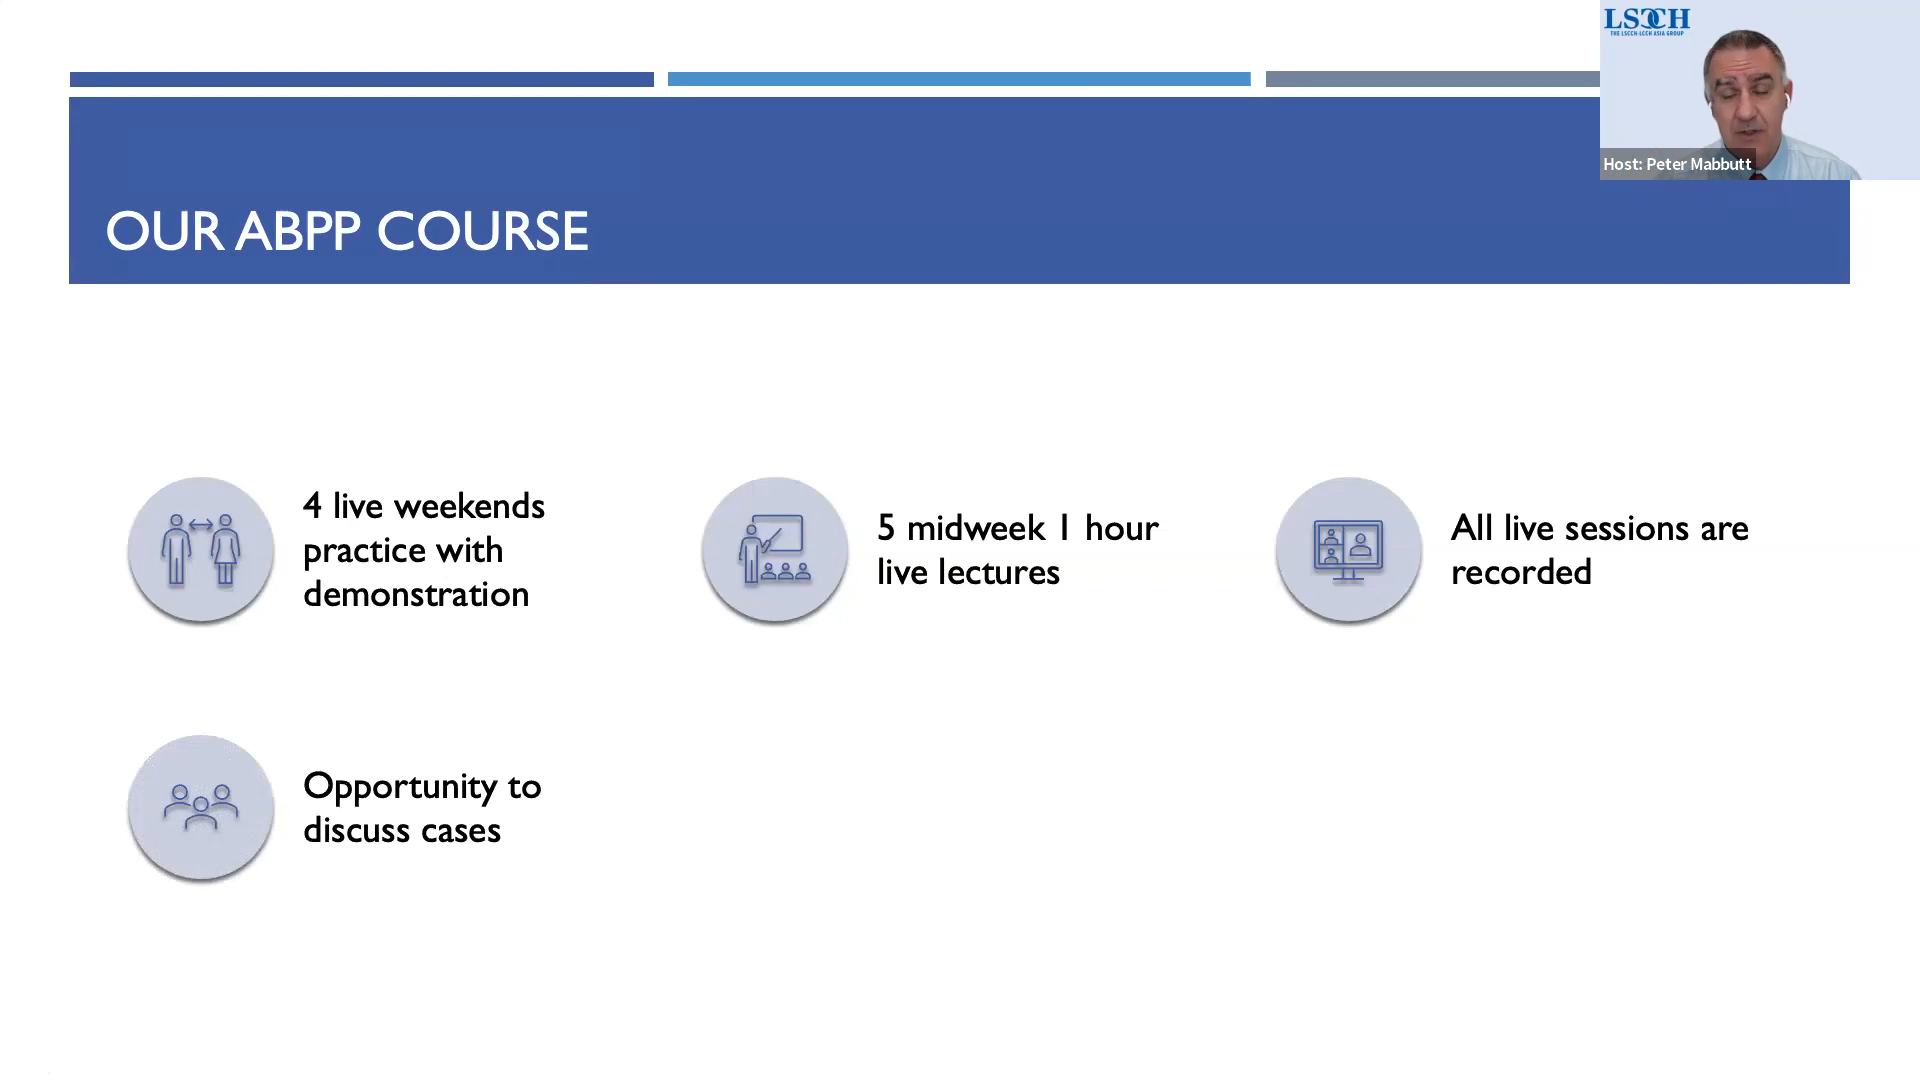 LSCCH
THE LSCCH-LCCH ASIA GROUP
Host: Peter Mabbutt
OUR ABPP COURSE
4 live weekends
practice with
demonstration
5 midweek 1 hour
live lectures
All live sessions are
recorded
Opportunity to
discuss cases